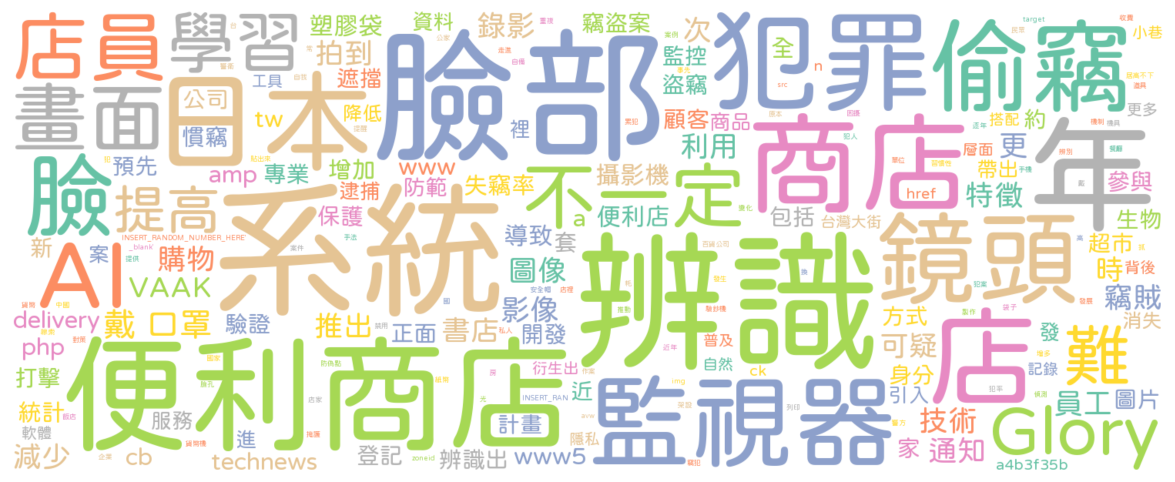 店員
學習
塑膠袋
資料
錄影
竊盜案
次
犯罪
全
偷竊
小巷
target
收費
拍到
監控
n
src
畫面
日本
公司
慣竊
工具
遮擋
降低
tw
臉部
裡
盜竊
顧客
商品
利用
商店
href
更
約
搭配
更多
年
層面
帶出
特徵
參與
臉
預先
amp
專業
增加
www
防範
逮捕
失竊率
攝影機
不一定
a
便利店
包括
台灣大街
生物
提高
保護
系統
導致
套
新
INSERT_RANDOM_NUMBER_HERE
blank
提供
案
AI
購物
VAAK
圖像
辨識
鏡頭
超市
時
背後
竊賊
消失
delivery
戴
口罩
驗證
推出
正面
書店
影像
開發
方式
php
便利商店
打擊
統計
軟體
減少
cb
服務
進
technews
登記
辨識出
www5
計畫
INSERT_RAN
衍生出
近
隱私
監視器
普及
自然
ck
img
可疑
身分
引入
店
發
難
記錄
員工
圖片
技術
家
通知
Glory
a4b3f35b
zoneid